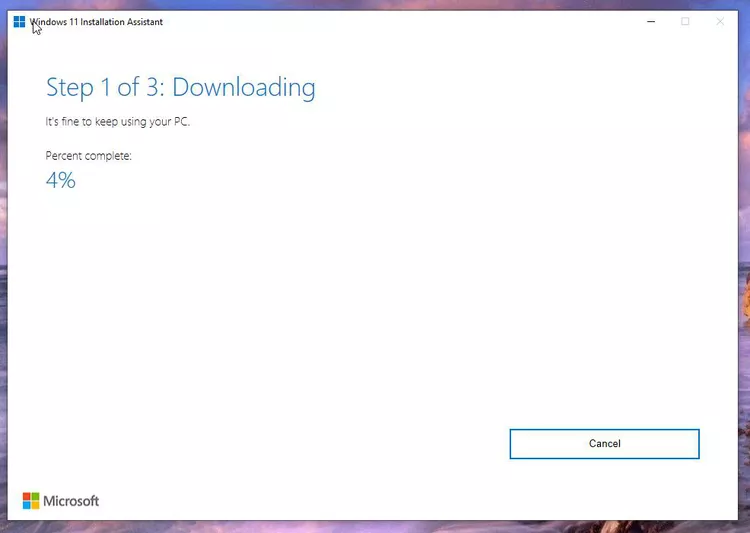 Windows 11 Installation Assistant
Step 1 of 3: Downloading
It's fine to keep using your PC.
Percent complete:
4%
Cancel
Microsoft